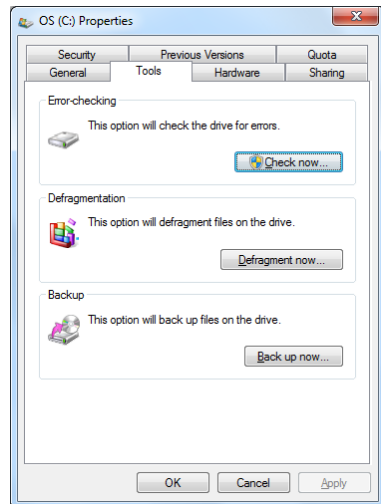 OS (C:) Properties
Security Previous Versions Quota
General Tools Hardware Sharing
Error-checking
This option will check the drive for errors.
Check now...
Defragmentation
This option will defragment files on the drive.
Defragment now...
Backup
This option will back up files on the drive.
Back up now...
OK Cancel Apply